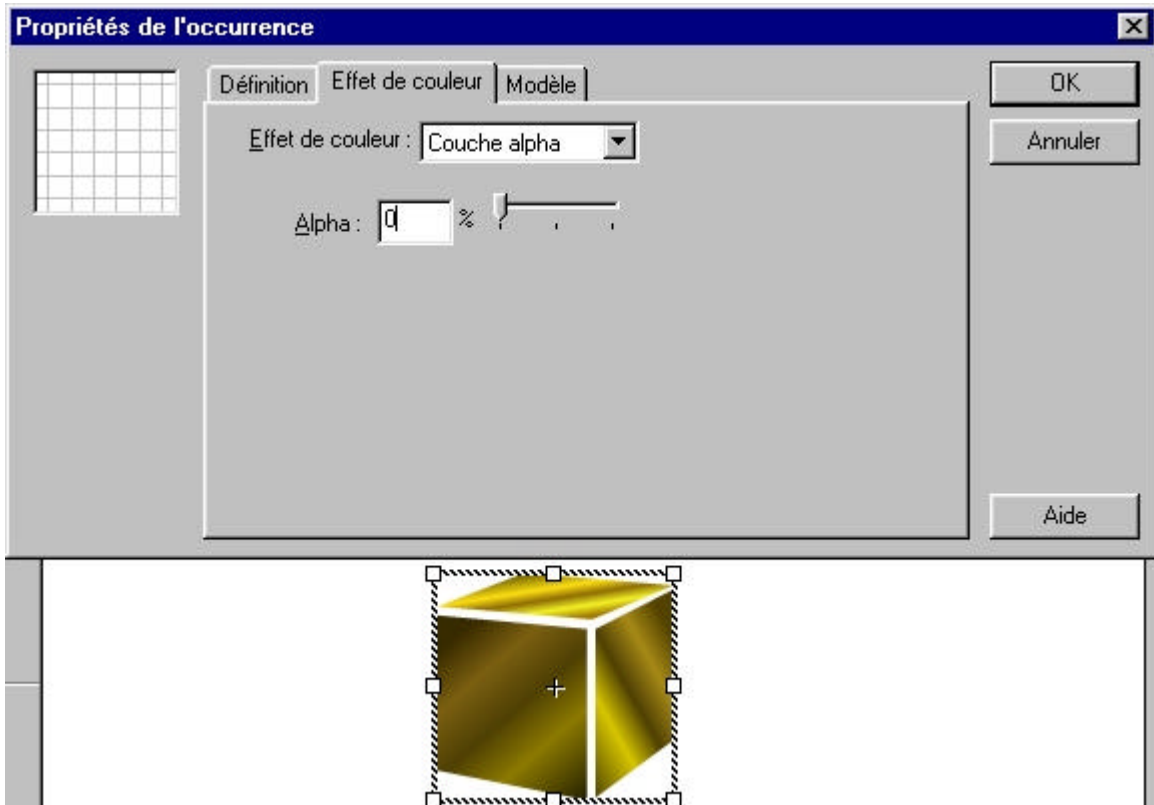 Propriétés de l'occurrence
Définition Effet de couleur Modèle
OK
Effet de couleur : Couche alpha
Annuler
Alpha : 0 %
Aide